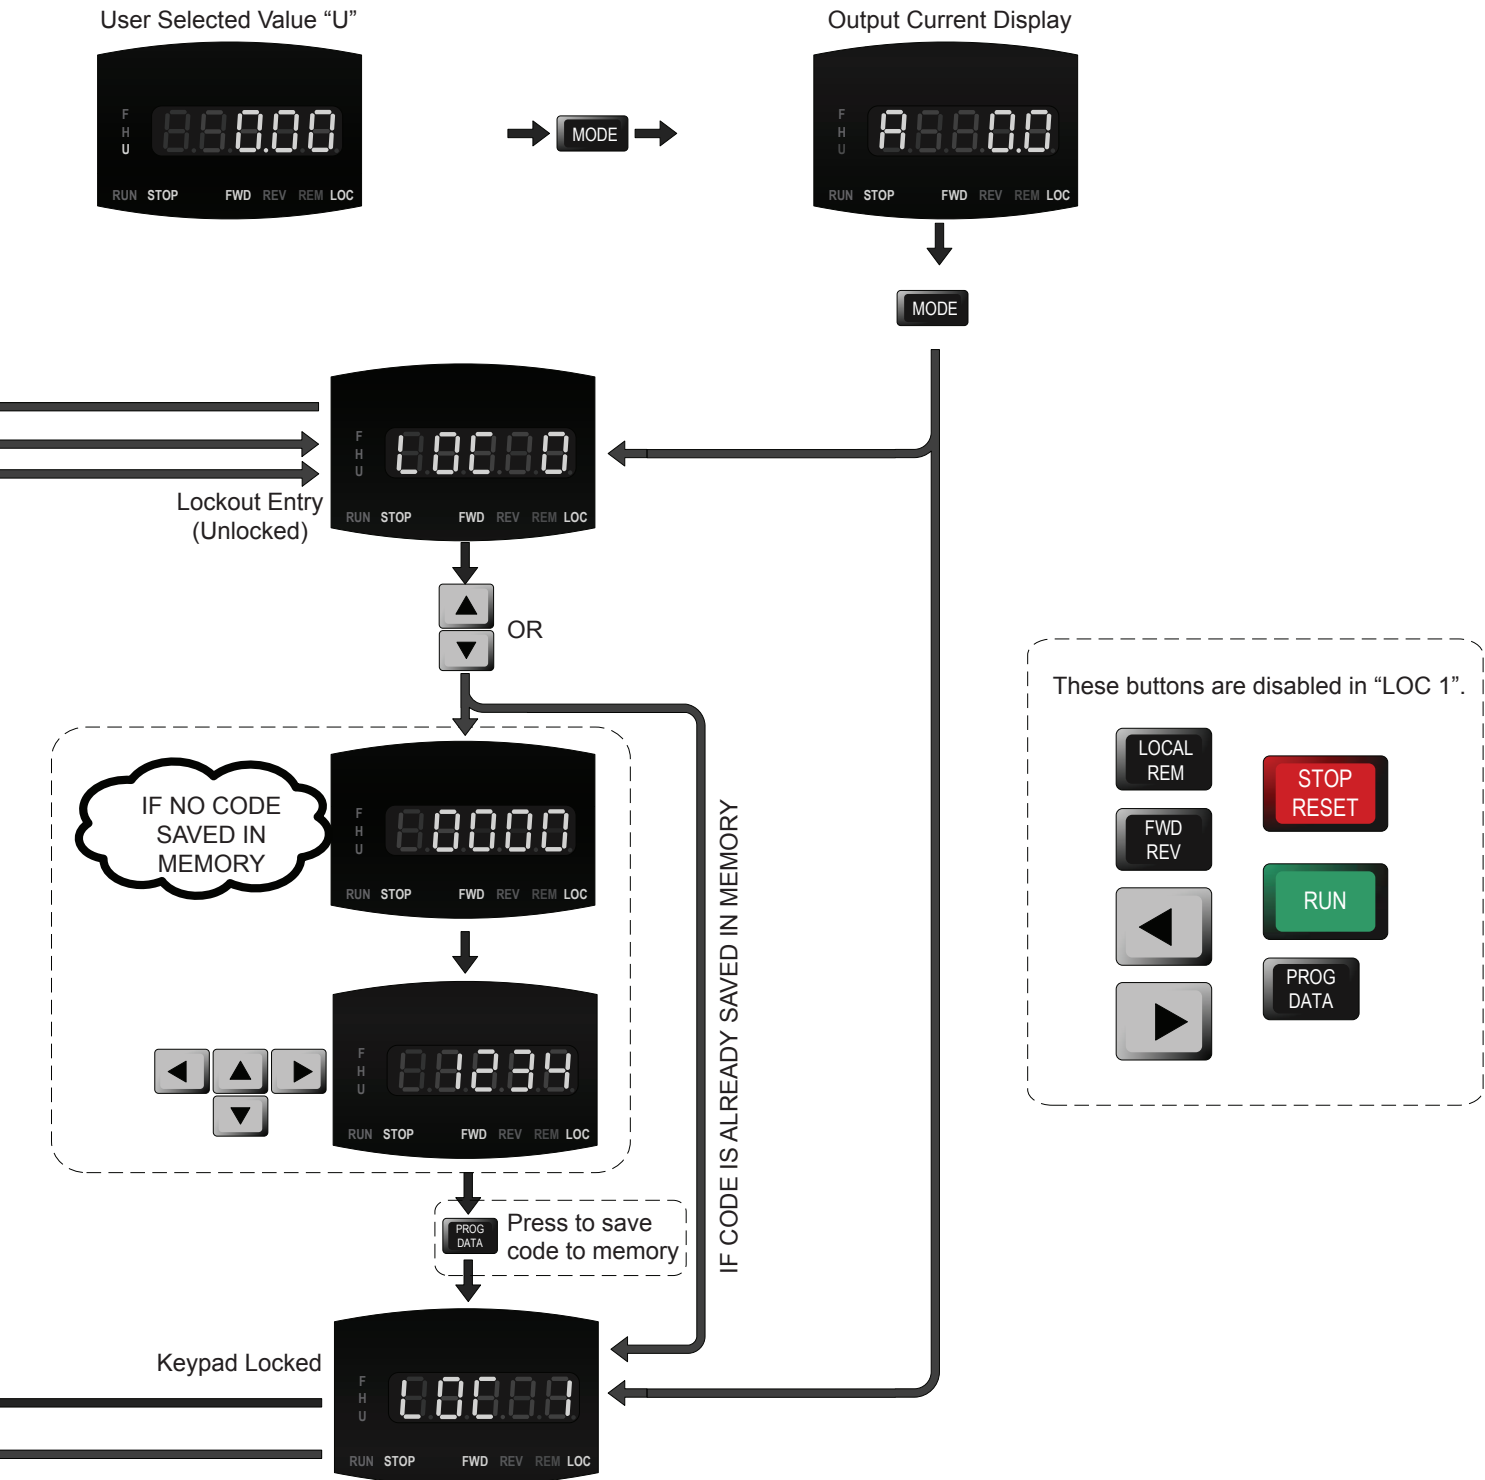 User Selected Value “U”
Output Current Display
F
H
U
0.00
RUN STOP FWD REV REM LOC
MODE
F
H
U
A 0.0
RUN STOP FWD REV REM LOC
MODE
F
H
U
LOC 0
RUN STOP FWD REV REM LOC
Lockout Entry
(Unlocked)
OR
IF NO CODE
SAVED IN
MEMORY
F
H
U
0000
RUN STOP FWD REV REM LOC
F
H
U
1234
RUN STOP FWD REV REM LOC
IF CODE IS ALREADY SAVED IN MEMORY
PROG
DATA
Press to save
code to memory
Keypad Locked
F
H
U
LOC 1
RUN STOP FWD REV REM LOC
These buttons are disabled in “LOC 1”.
LOCAL
REM
STOP
RESET
FWD
REV
RUN
PROG
DATA